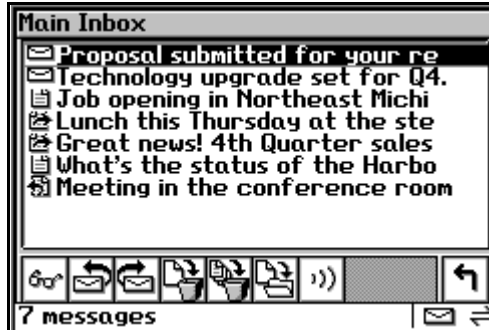 Main Inbox
Proposal submitted for your re
Technology upgrade set for Q4.
Job opening in Northeast Michi
Lunch this Thursday at the ste
Great news! 4th Quarter sales
What's the status of the Harbo
Meeting in the conference room
7 messages